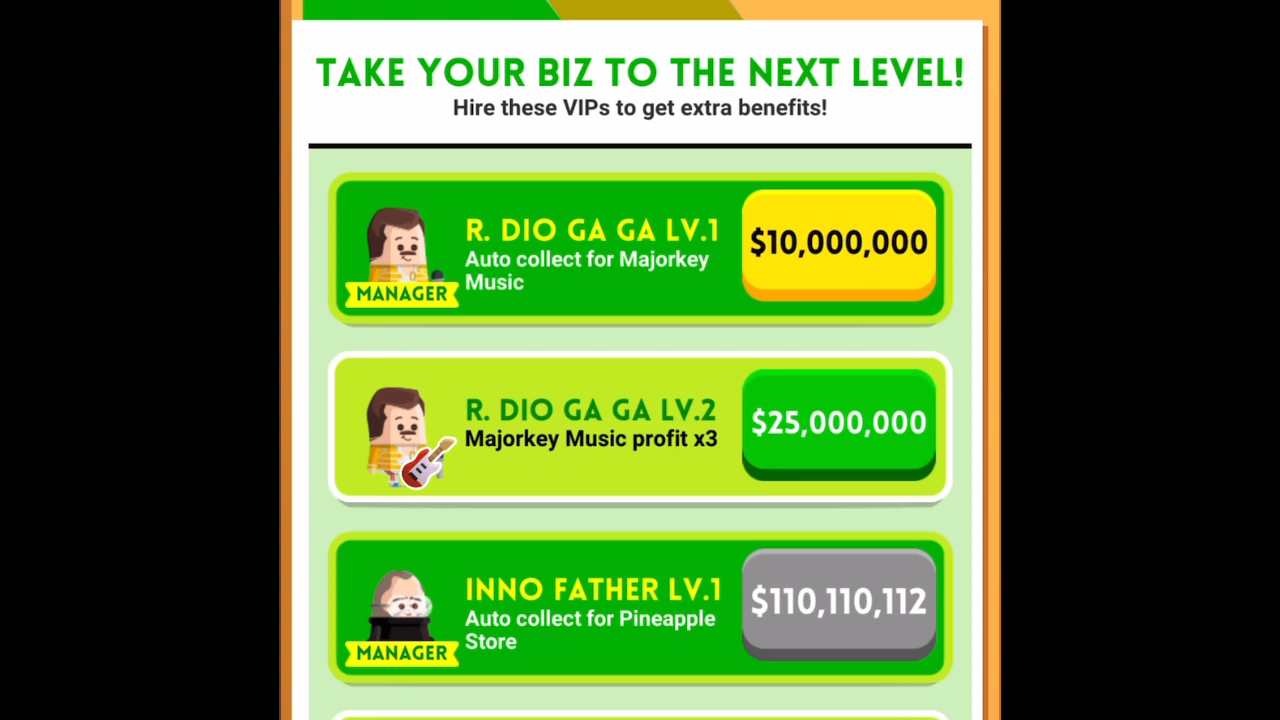 TAKE YOUR BIZ TO THE NEXT LEVEL!
Hire these VIPs to get extra benefits!
R. DIO GA GA LV.1
Auto collect for Majorkey
Music
MANAGER
$10,000,000
R. DIO GA GA LV.2
Majorkey Music profit x3
$25,000,000
INNO FATHER LV.1
Auto collect for Pineapple
Store
MANAGER
$110,110,112